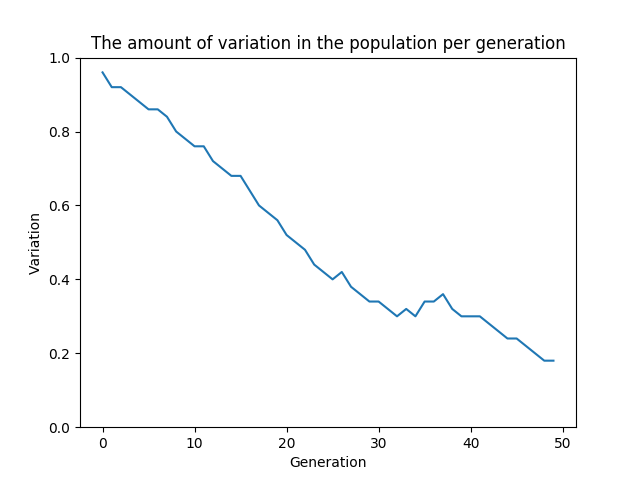 The amount of variation in the population per generation
1.0
0.8
0.6
0.4
0.2
0.0
Variation
0 10 20 30 40 50
Generation